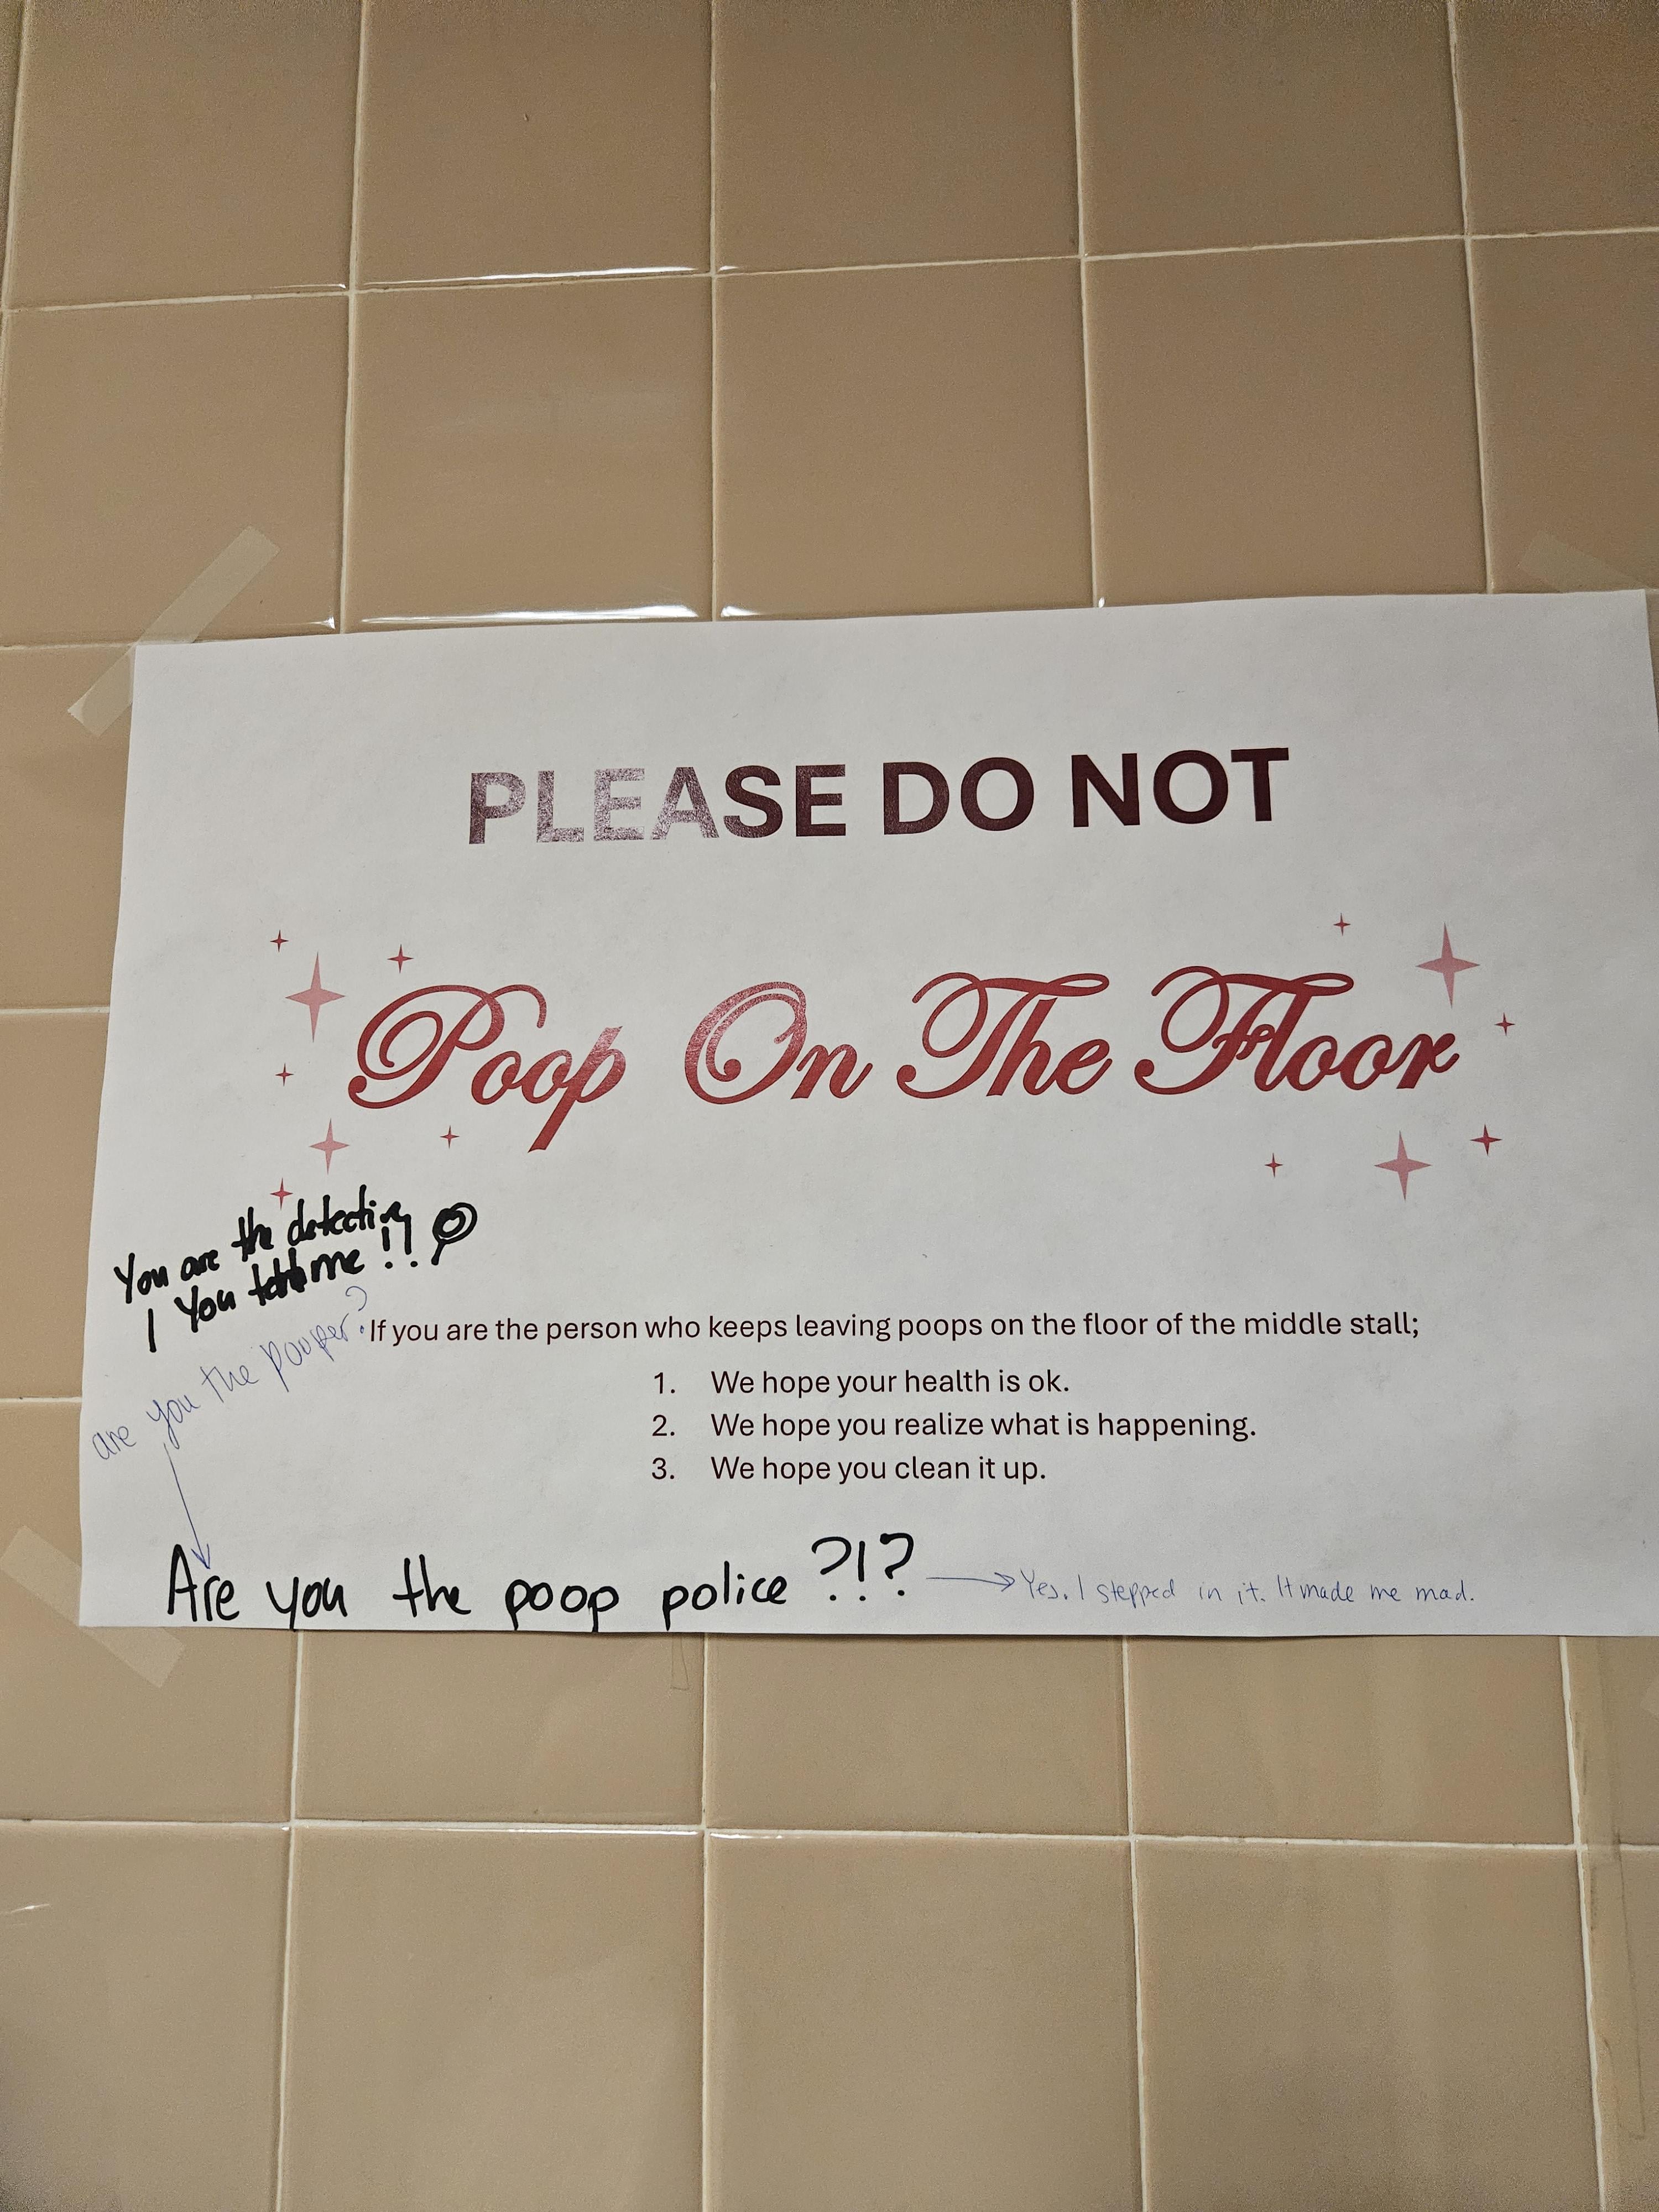 PLEASE DO NOT
Poop On The Floor
You are the detective
You tell me !!
are you the pooper?
If you are the person who keeps leaving poops on the floor of the middle stall;
1. We hope your health is ok.
2. We hope you realize what is happening.
3. We hope you clean it up.
Are you the poop police ?!?
Yes. I stepped in it. It made me mad.